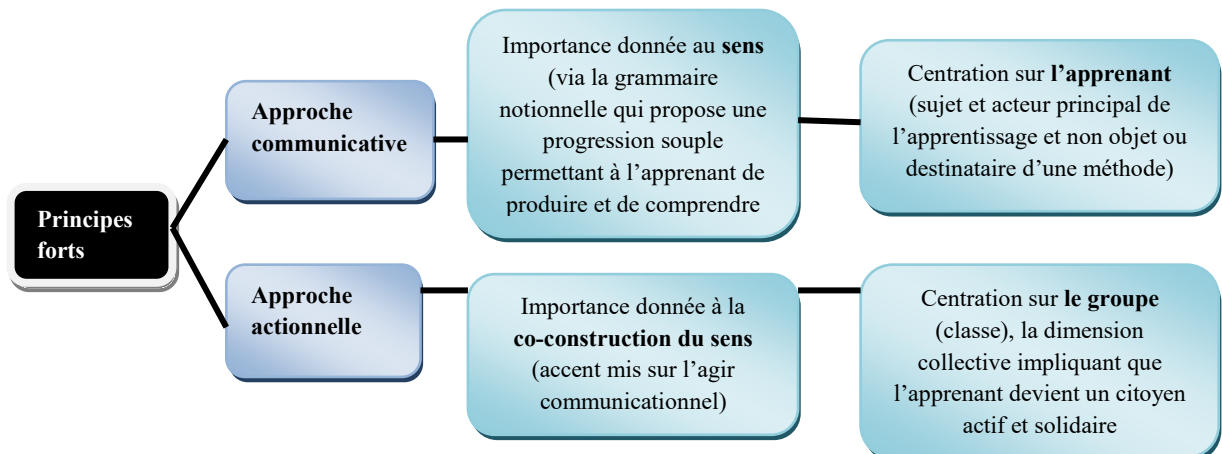 Principes
forts
Approche
communicative
Importance donnée au sens
(via la grammaire
notionnelle qui propose une
progression souple
permettant à l’apprenant de
produire et de comprendre
Centration sur l’apprenant
(sujet et acteur principal de
l’apprentissage et non objet ou
destinataire d’une méthode)
Approche
actionnelle
Importance donnée à la
co-construction du sens
(accent mis sur l’agir
communicationnel)
Centration sur le groupe
(classe), la dimension
collective impliquant que
l’apprenant devient un citoyen
actif et solidaire